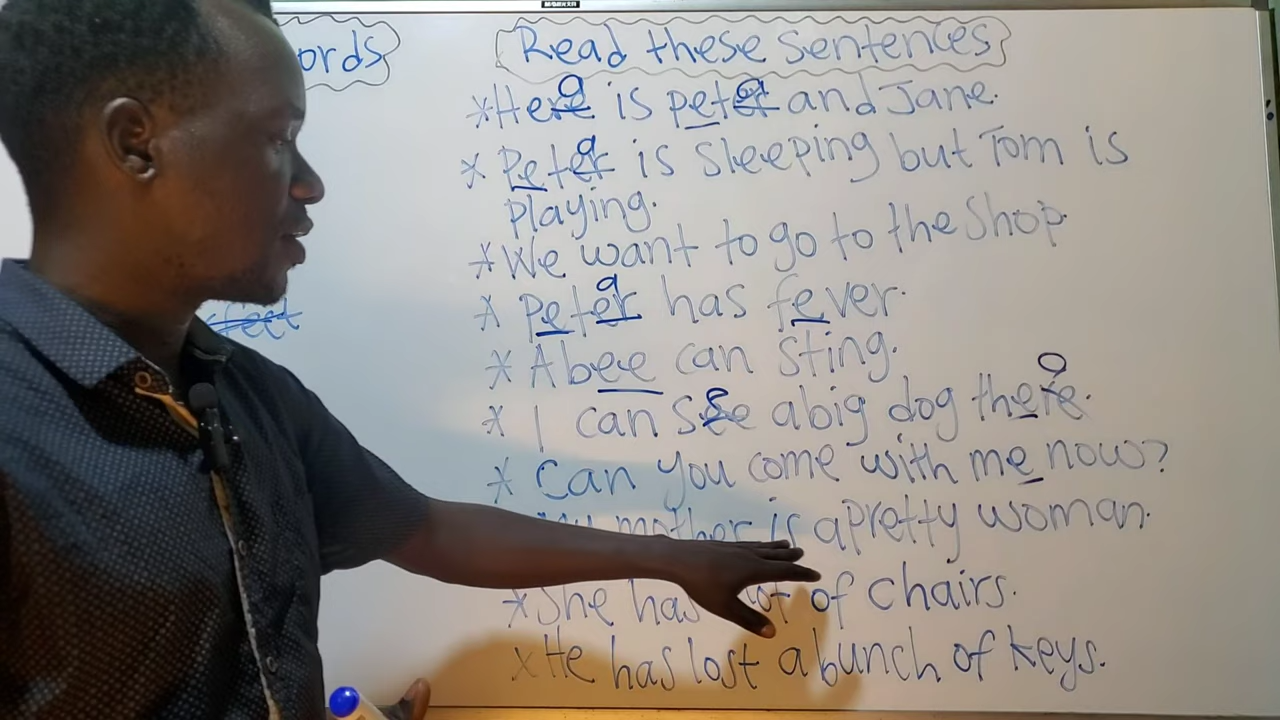 ords
Read these Sentences
*Here is peter and Jane.
* Peter is Sleeping but Tom is
playing.
*We want to go to the Shop.
* Peter has fever.
* A bee can Sting.
* I can See a big dog there.
* Can you come with me now?
mother is a pretty woman.
*She has of chairs.
*He has lost a bunch of keys.
feet